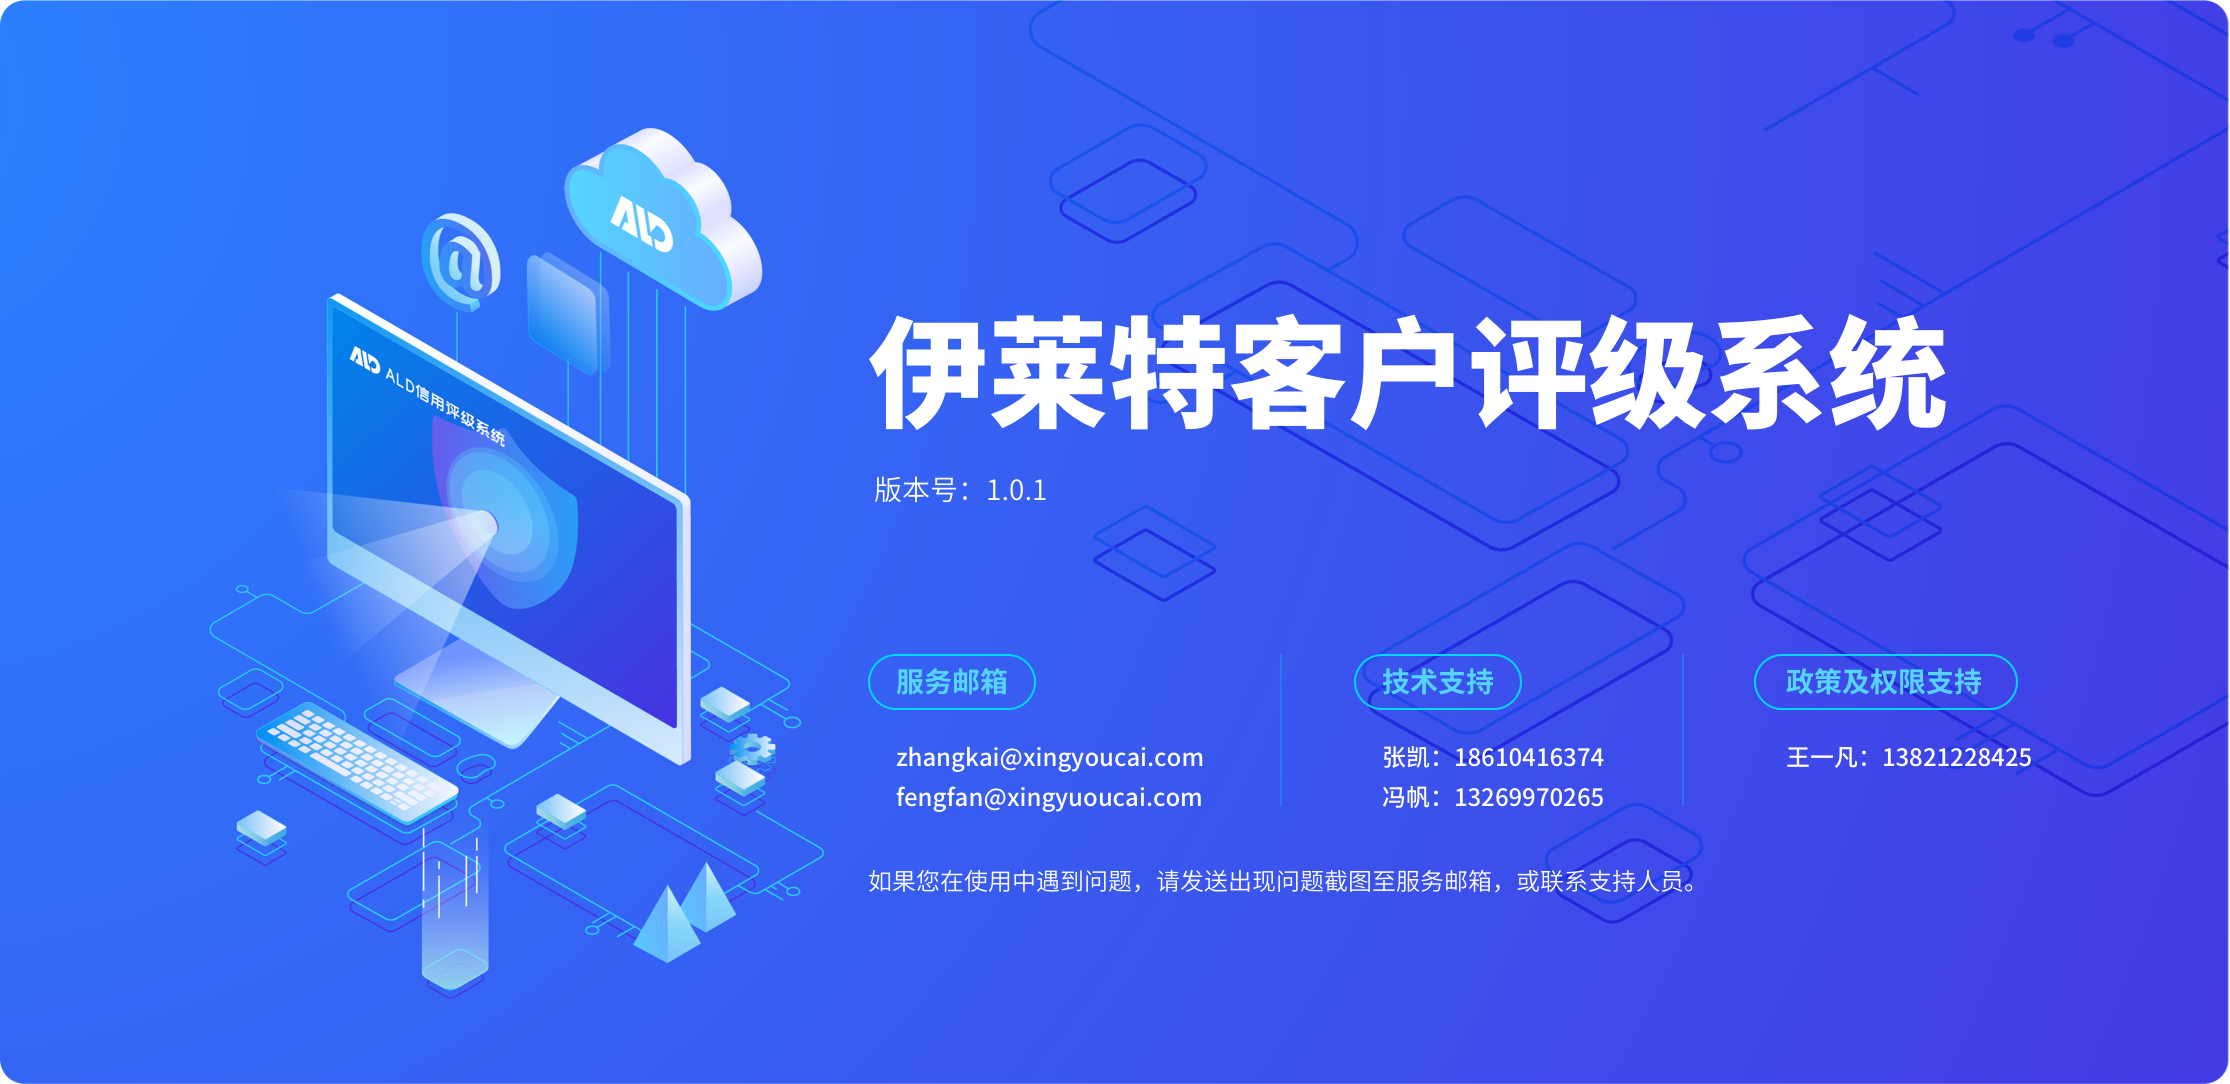 ALD
ALD ALD信用评级系统
伊莱特客户评级系统
版本号：1.0.1
服务邮箱
zhangkai@xingyoucai.com
fengfan@xingyuoucai.com
技术支持
张凯：18610416374
冯帆：13269970265
政策及权限支持
王一凡：13821228425
如果您在使用中遇到问题，请发送出现问题截图至服务邮箱，或联系支持人员。